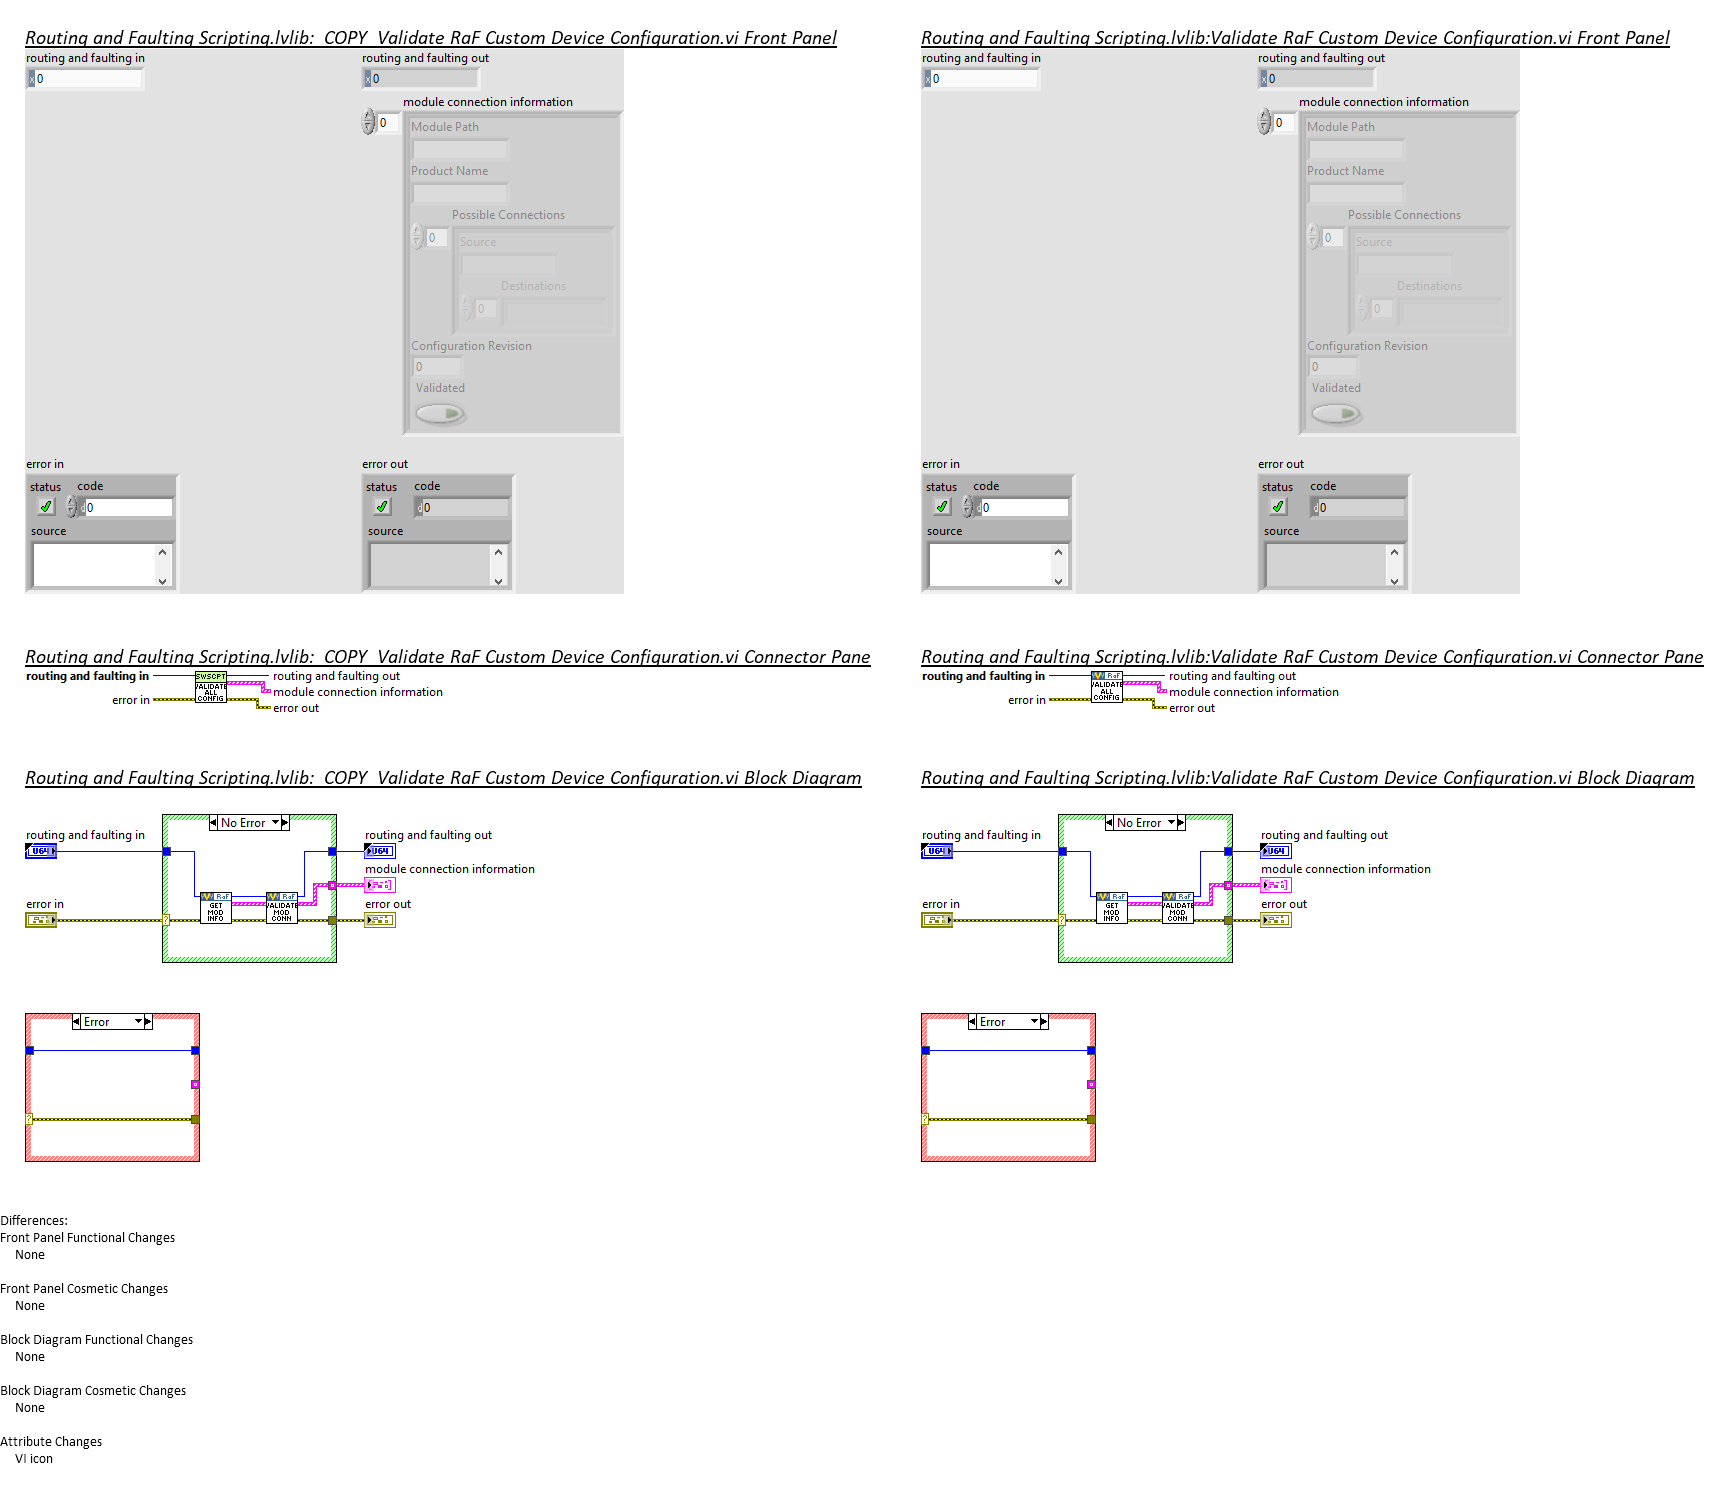 Routing and Faulting Scripting.lvlib:_COPY_Validate RaF Custom Device Configuration.vi Front Panel
routing and faulting in
x 0
routing and faulting out
x 0
module connection information
0
Module Path
Product Name
Possible Connections
0
Source
Destinations
0
Configuration Revision
0
Validated
error in
status
code
d 0
source
error out
status
code
d 0
source
Routing and Faulting Scripting.lvlib:Validate RaF Custom Device Configuration.vi Front Panel
routing and faulting in
x 0
routing and faulting out
x 0
module connection information
0
Module Path
Product Name
Possible Connections
0
Source
Destinations
0
Configuration Revision
0
Validated
error in
status
code
d 0
source
error out
status
code
d 0
source
Routing and Faulting Scripting.lvlib:_COPY_Validate RaF Custom Device Configuration.vi Connector Pane
routing and faulting in
error in
SWSCPT
VALIDATE
ALL
CONFIG
routing and faulting out
module connection information
error out
Routing and Faulting Scripting.lvlib:Validate RaF Custom Device Configuration.vi Connector Pane
routing and faulting in
error in
RaF
VALIDATE
ALL
CONFIG
routing and faulting out
module connection information
error out
Routing and Faulting Scripting.lvlib:_COPY_Validate RaF Custom Device Configuration.vi Block Diagram
No Error
routing and faulting in
U64
error in
?
RaF
GET
MOD
INFO
RaF
VALIDATE
MOD
CONN
routing and faulting out
U64
module connection information
error out
Error
?
Routing and Faulting Scripting.lvlib:Validate RaF Custom Device Configuration.vi Block Diagram
No Error
routing and faulting in
U64
error in
?
RaF
GET
MOD
INFO
RaF
VALIDATE
MOD
CONN
routing and faulting out
U64
module connection information
error out
Error
?
Differences:
Front Panel Functional Changes
None
Front Panel Cosmetic Changes
None
Block Diagram Functional Changes
None
Block Diagram Cosmetic Changes
None
Attribute Changes
VI icon